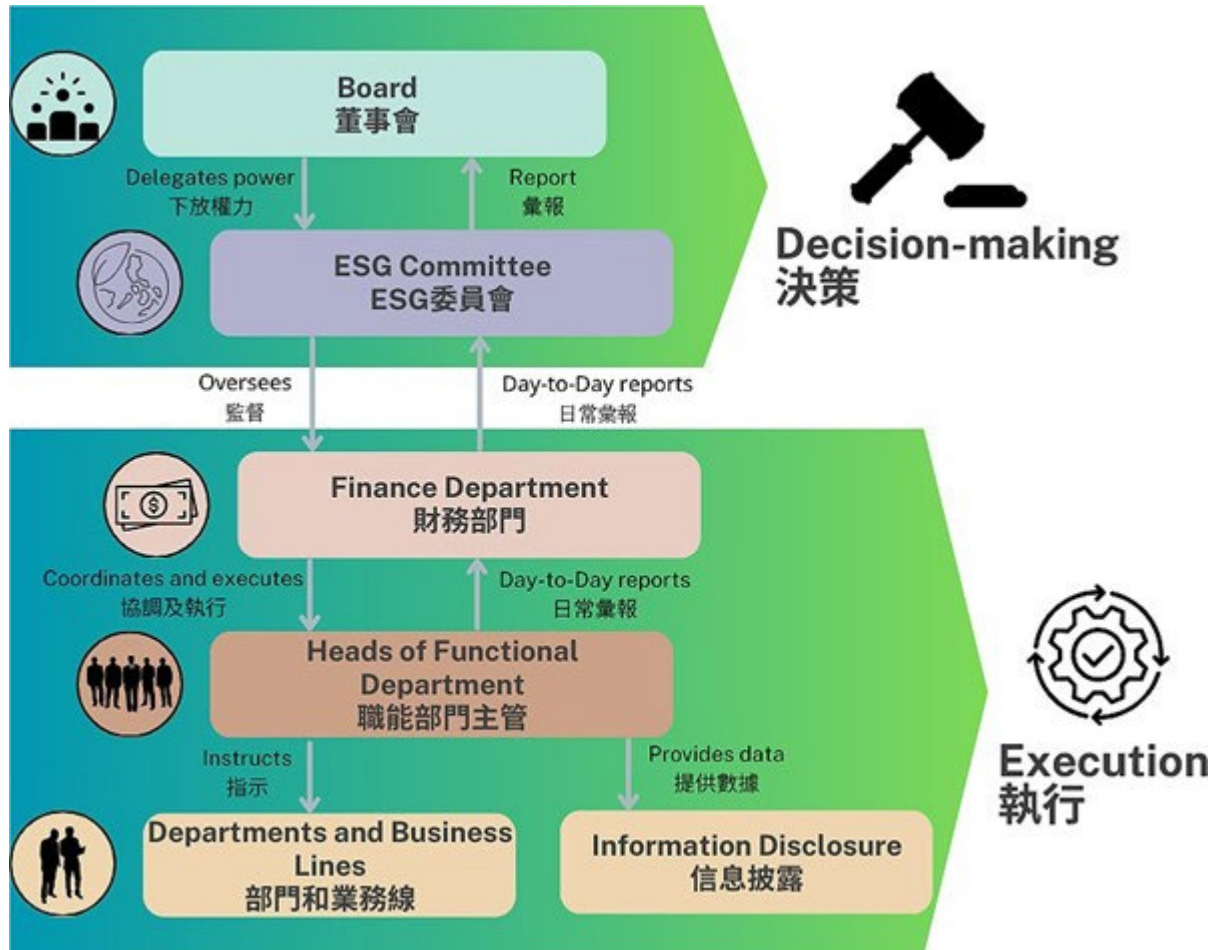 Board
董事會
Delegates power
下放權力
Report
彙報
ESG Committee
ESG委員會
Decision-making
決策
Oversees
監督
Day-to-Day reports
日常彙報
Finance Department
財務部門
Coordinates and executes
協調及執行
Day-to-Day reports
日常彙報
Heads of Functional
Department
職能部門主管
Instructs
指示
Provides data
提供數據
Departments and Business
Lines
部門和業務線
Information Disclosure
信息披露
Execution
執行